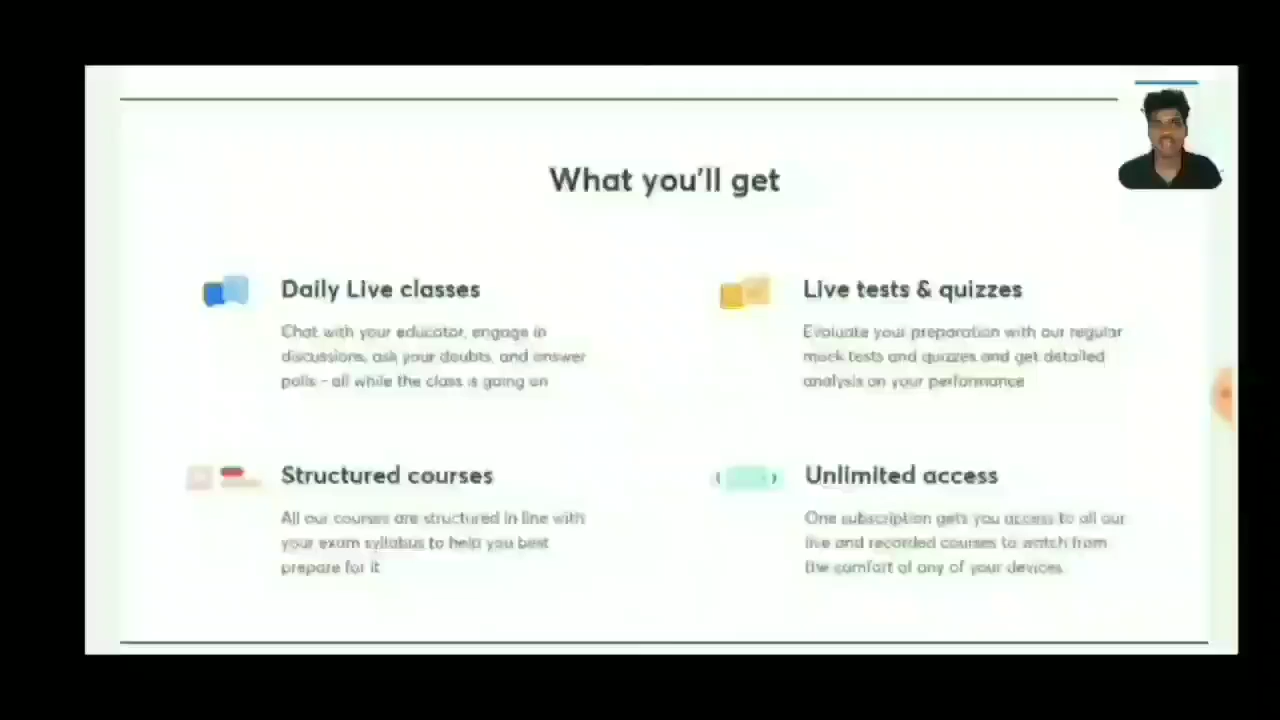 What you'll get
Daily Live classes
Chat with your educator, engage in
discussions, ask your doubts, and answer
polls - all while the class is going on
Live tests & quizzes
Evaluate your preparation with our regular
mock tests and quizzes and get detailed
analysis on your performance
Structured courses
All our courses are structured in line with
your exam syllabus to help you best
prepare for it
Unlimited access
One subscription gets you access to all our
live and recorded courses to watch from
the comfort of any of your devices